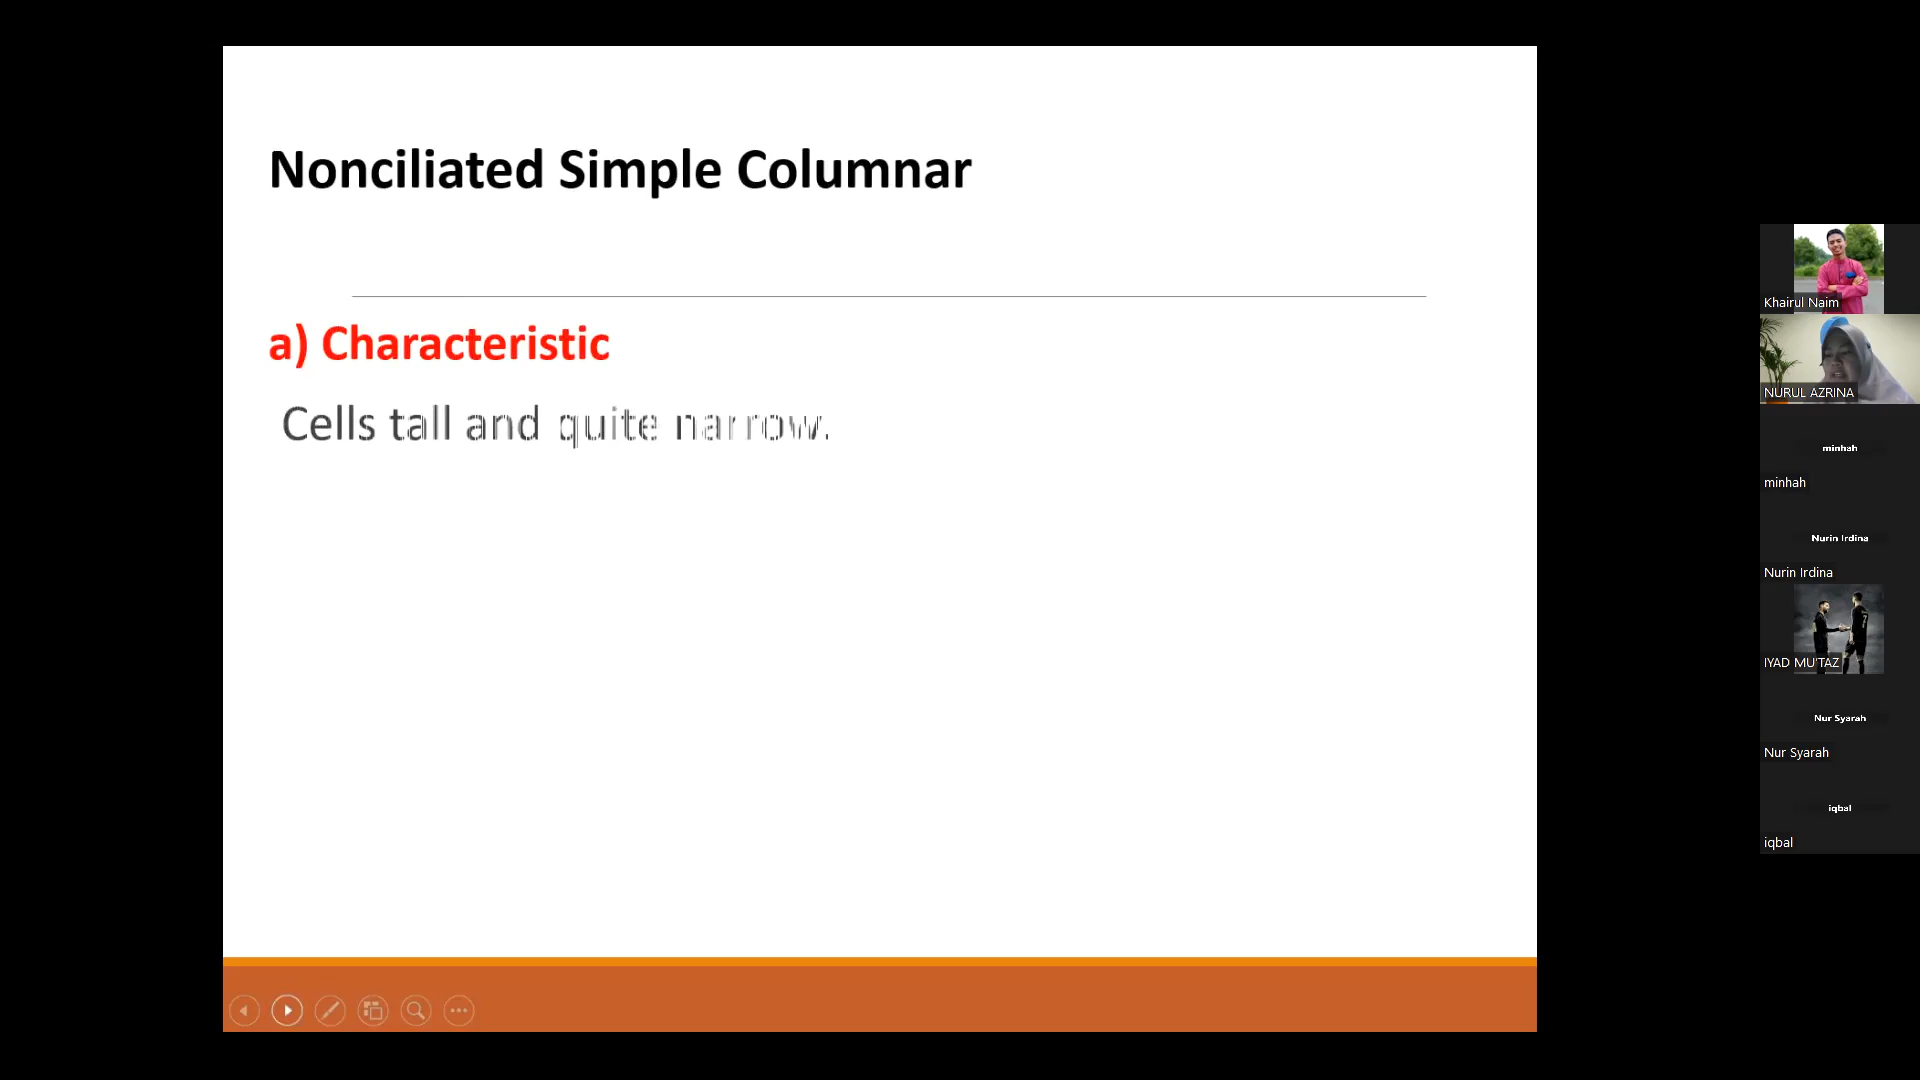 Nonciliated Simple Columnar
a) Characteristic
Cells tall and quite narrow.
Khairul Naim
NURUL AZRINA
minhah
minhah
Nurin Irdina
Nurin Irdina
IYAD MU'TAZ
Nur Syarah
Nur Syarah
iqbal
iqbal